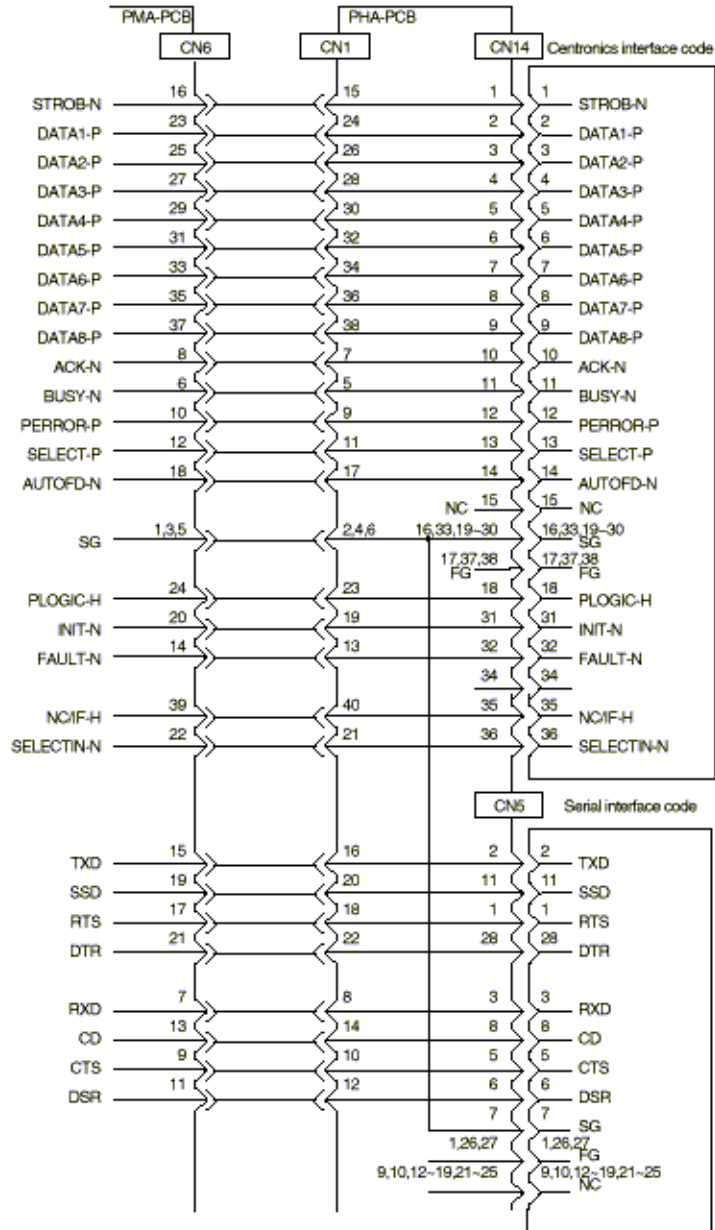 PMA-PCB PHA-PCB
CN6 CN1 CN14 Centronics interface code
STROB-N 16 15 1 1 STROB-N
DATA1-P 23 24 2 2 DATA1-P
DATA2-P 25 26 3 3 DATA2-P
DATA3-P 27 28 4 4 DATA3-P
DATA4-P 29 30 5 5 DATA4-P
DATA5-P 31 32 6 6 DATA5-P
DATA6-P 33 34 7 7 DATA6-P
DATA7-P 35 36 8 8 DATA7-P
DATA8-P 37 38 9 9 DATA8-P
ACK-N 8 7 10 10 ACK-N
BUSY-N 6 5 11 11 BUSY-N
PERROR-P 10 9 12 12 PERROR-P
SELECT-P 12 11 13 13 SELECT-P
AUTOFD-N 18 17 14 14 AUTOFD-N
NC 15 15 NC
SG 1,3,5 2,4,6 16,33,19~30 16,33,19~30 SG
FG 17,37,38 17,37,38 FG
PLOGIC-H 24 23 18 18 PLOGIC-H
INIT-N 20 19 31 31 INIT-N
FAULT-N 14 13 32 32 FAULT-N
34 34
NC/IF-H 39 40 35 35 NC/IF-H
SELECTIN-N 22 21 36 36 SELECTIN-N
CN5 Serial interface code
TXD 15 16 2 2 TXD
SSD 19 20 11 11 SSD
RTS 17 18 1 1 RTS
DTR 21 22 28 28 DTR
RXD 7 8 3 3 RXD
CD 13 14 8 8 CD
CTS 9 10 5 5 CTS
DSR 11 12 6 6 DSR
7 7 SG
1,26,27 1,26,27 FG
9,10,12~19,21~25 9,10,12~19,21~25 NC